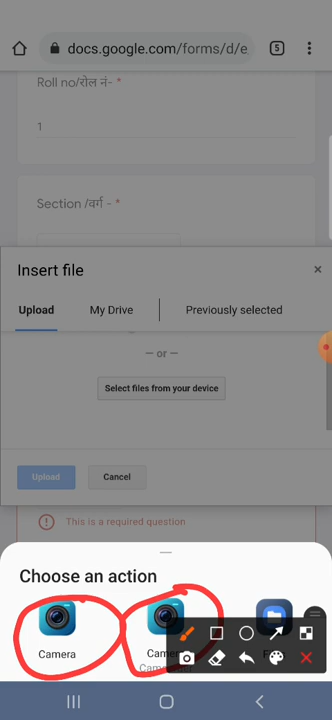 docs.google.com/forms/d/e
5
Roll no/रोल नं- *
1
Section /वर्ग - *
Insert file
Upload
My Drive
Previously selected
— or —
Select files from your device
Upload
Cancel
This is a required question
Choose an action
Camera